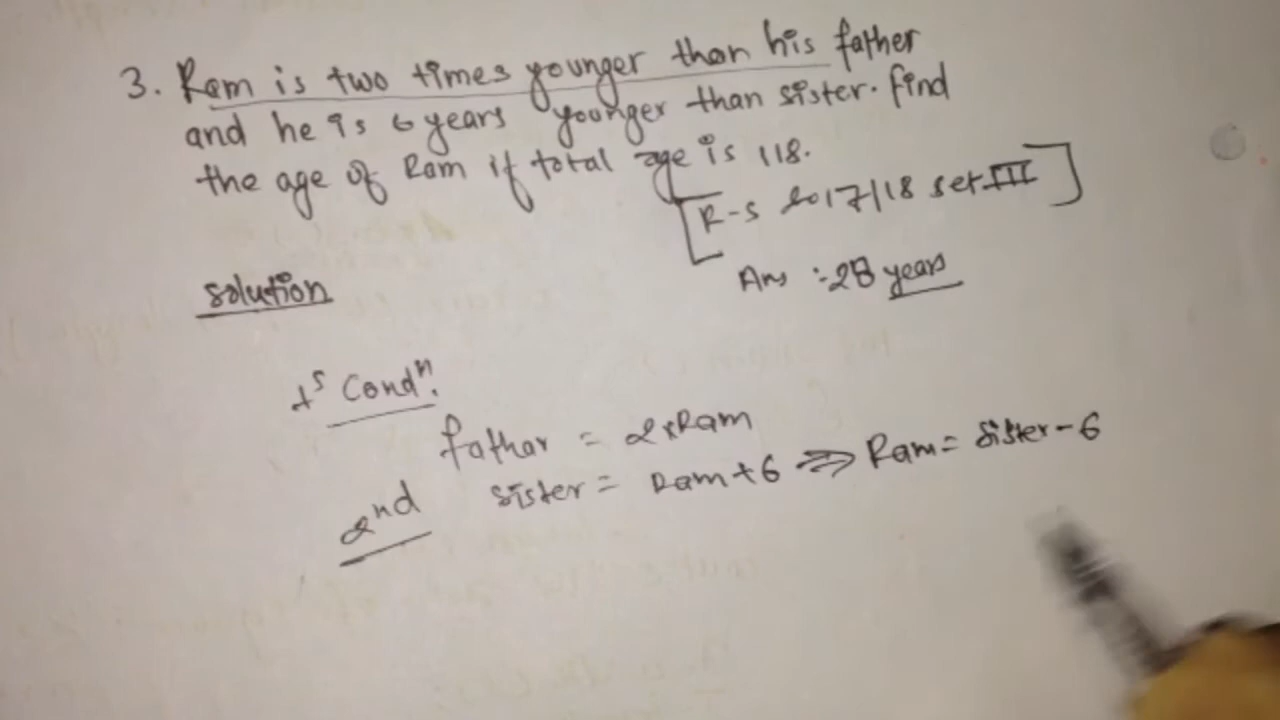 3. Ram is two times younger than his father
and he is 6 years younger than sister. find
the age of Ram if total age is 118.
[R-S 2017/18 set III]
Ans :- 28 years
solution
1s Condn.
father = 2×Ram
2nd sister = Ram+6 ⇒ Ram = sister-6